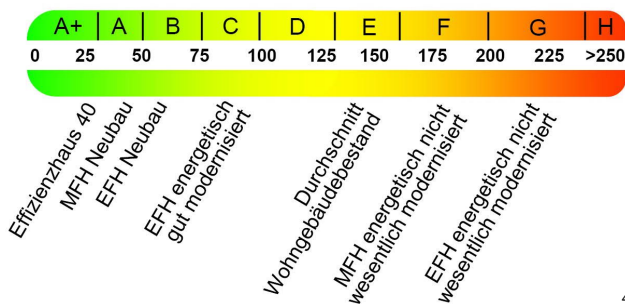 A+ A B C D E F G H
0 25 50 75 100 125 150 175 200 225 >250
Effizienzhaus 40
MFH Neubau
EFH Neubau
EFH energetisch
gut modernisiert
Durchschnitt
Wohngebäudebestand
MFH energetisch nicht
wesentlich modernisiert
EFH energetisch nicht
wesentlich modernisiert